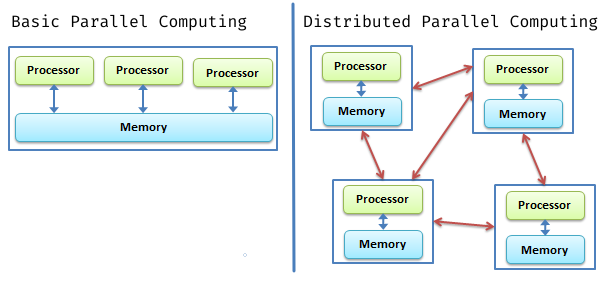 Basic Parallel Computing
Processor
Processor
Processor
Memory
Distributed Parallel Computing
Processor
Memory
Processor
Memory
Processor
Memory
Processor
Memory